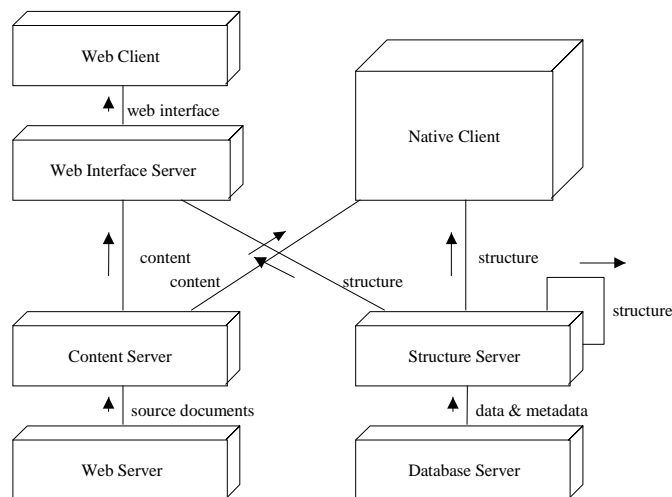 Web Client
web interface
Native Client
Web Interface Server
content
content
structure
structure
structure
Content Server
Structure Server
source documents
data & metadata
Web Server
Database Server